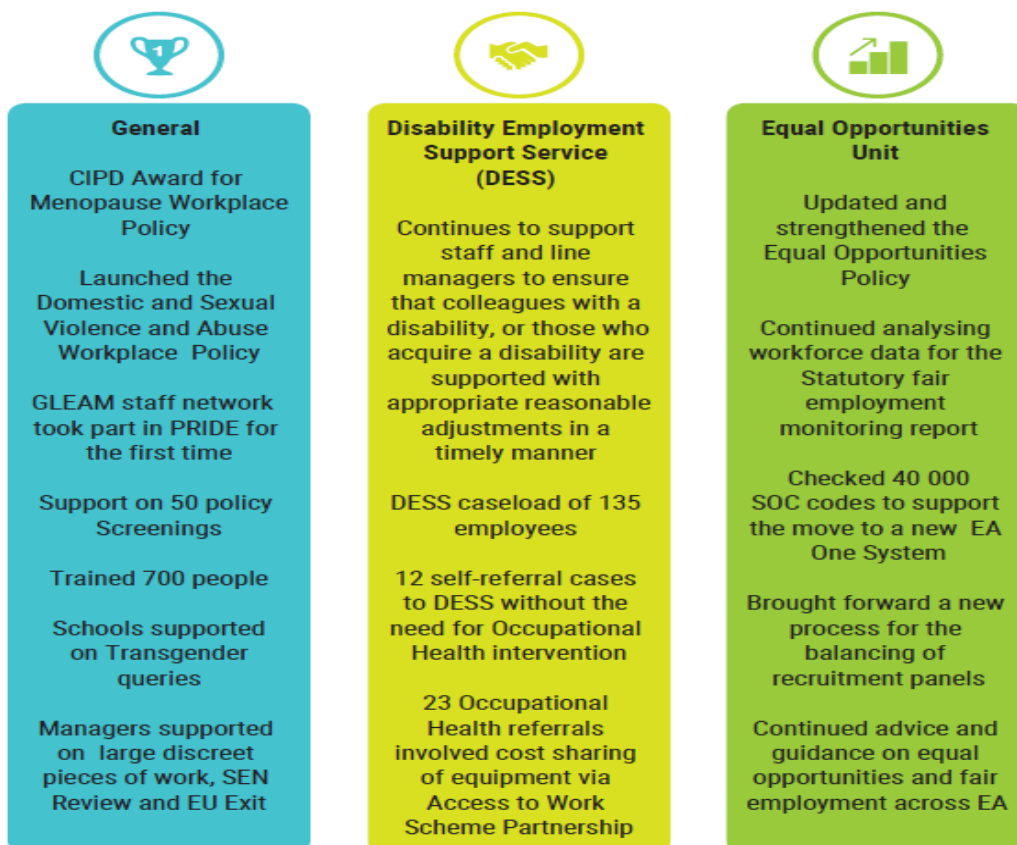 1
General
CIPD Award for
Menopause Workplace
Policy
Launched the
Domestic and Sexual
Violence and Abuse
Workplace Policy
GLEAM staff network
took part in PRIDE for
the first time
Support on 50 policy
Screenings
Trained 700 people
Schools supported
on Transgender
queries
Managers supported
on large discreet
pieces of work, SEN
Review and EU Exit
Disability Employment
Support Service
(DESS)
Continues to support
staff and line
managers to ensure
that colleagues with a
disability, or those who
acquire a disability are
supported with
appropriate reasonable
adjustments in a
timely manner
DESS caseload of 135
employees
12 self-referral cases
to DESS without the
need for Occupational
Health intervention
23 Occupational
Health referrals
involved cost sharing
of equipment via
Access to Work
Scheme Partnership
Equal Opportunities
Unit
Updated and
strengthened the
Equal Opportunities
Policy
Continued analysing
workforce data for the
Statutory fair
employment
monitoring report
Checked 40 000
SOC codes to support
the move to a new EA
One System
Brought forward a new
process for the
balancing of
recruitment panels
Continued advice and
guidance on equal
opportunities and fair
employment across EA